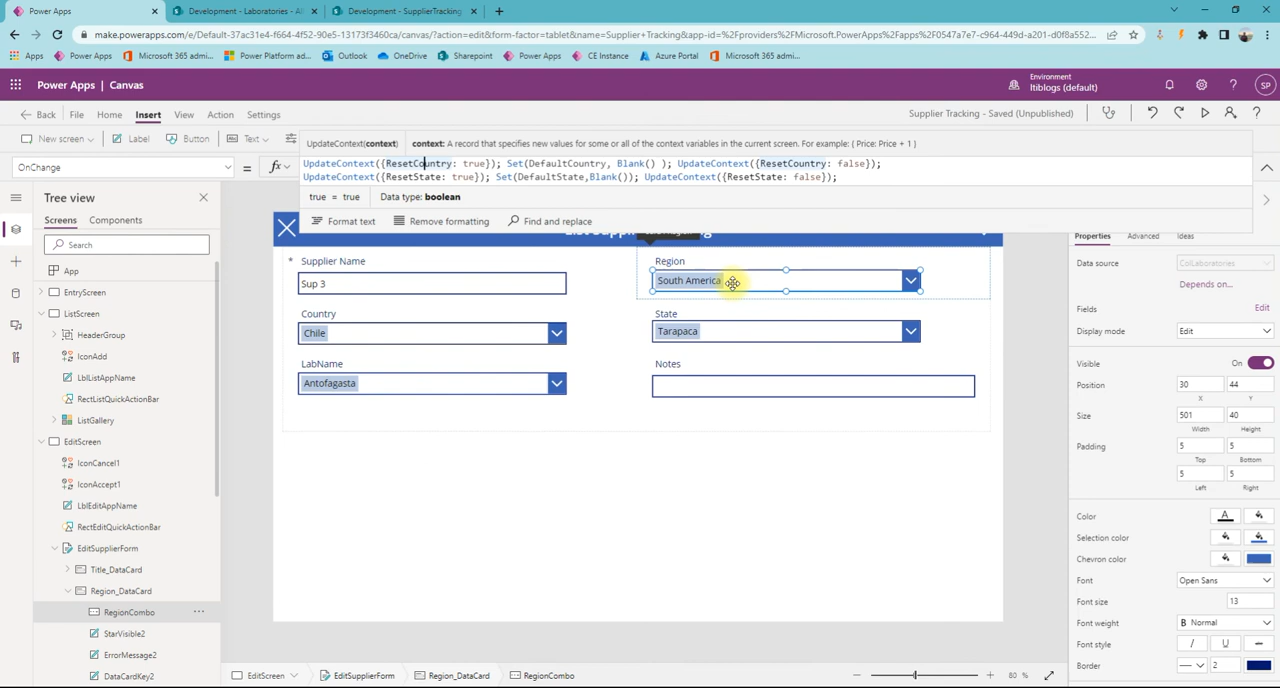 Power Apps
Development - Laboratories - Al
Development - SupplierTracking
make.powerapps.com/e/Default-37ac31e4-f664-4f52-90e5-13173f3460ca/canvas/?action=edit&form-factor=tablet&name=Supplier+Tracking&app-id=/providers/Microsoft.PowerApps/apps/0547a7e7-c964-449d-a201-d0f8a552...
Apps
Power Apps
Microsoft 365 admi...
Power Platform ad...
Outlook
OneDrive
Sharepoint
Power Apps
CE Instance
Azure Portal
Microsoft 365 admi...
Power Apps | Canvas
Environment
ltiblogs (default)
SP
Back
File
Home
Insert
View
Action
Settings
Supplier Tracking - Saved (Unpublished)
New screen
Label
Button
Text
UpdateContext(context)
context: A record that specifies new values for some or all of the context variables in the current screen. For example: { Price: Price + 1 }
OnChange
=
fx
UpdateContext({ResetCountry: true}); Set(DefaultCountry, Blank() ); UpdateContext({ResetCountry: false});
UpdateContext({ResetState: true}); Set(DefaultState,Blank()); UpdateContext({ResetState: false});
true = true
Data type: boolean
Format text
Remove formatting
Find and replace
Tree view
Screens
Components
Search
App
EntryScreen
ListScreen
HeaderGroup
IconAdd
LblListAppName
RectListQuickActionBar
ListGallery
EditScreen
IconCancel1
IconAccept1
LblEditAppName
RectEditQuickActionBar
EditSupplierForm
Title_DataCard
Region_DataCard
RegionCombo
StarVisible2
ErrorMessage2
DataCardKey2
* Supplier Name
Region
Sup 3
South America
Country
State
Chile
Tarapaca
LabName
Notes
Antofagasta
Properties
Advanced
Ideas
Data source
CslLaboratories
Depends on...
Fields
Edit
Display mode
Edit
Visible
On
Position
30
44
X
Y
Size
501
40
Width
Height
Padding
5
5
Top
Bottom
5
5
Left
Right
Color
A
Selection color
Chevron color
Font
Open Sans
Font size
13
Font weight
B Normal
Font style
/
U
Border
2
EditScreen
EditSupplierForm
Region_DataCard
RegionCombo
80 %